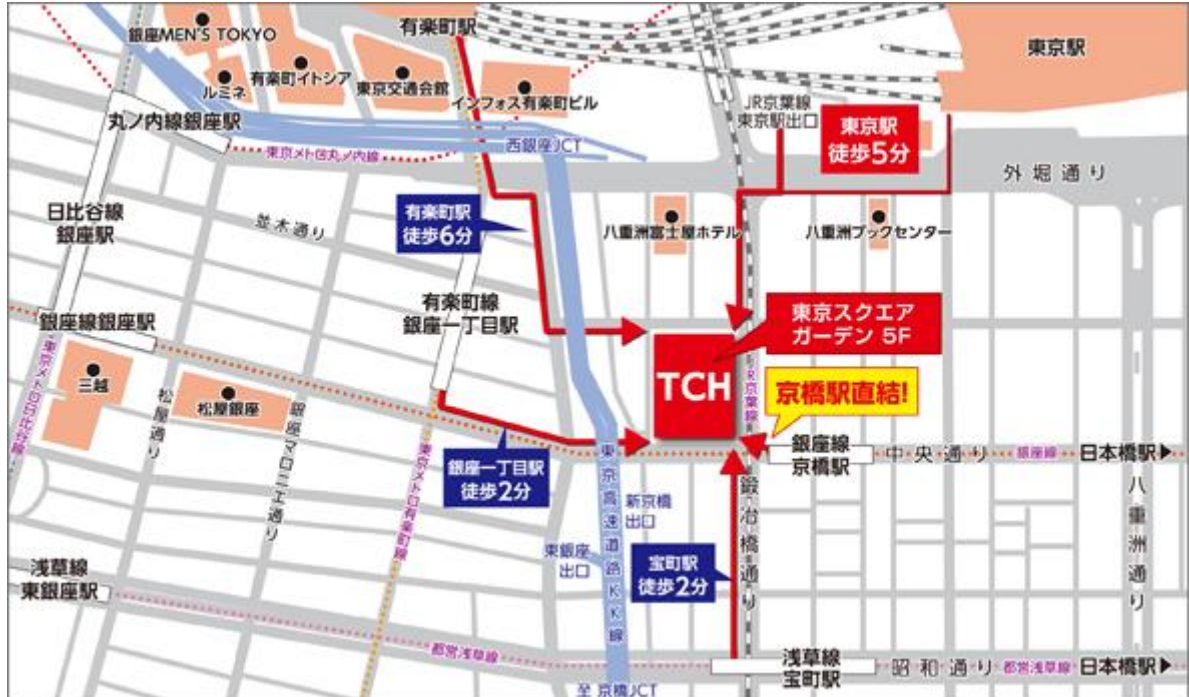 銀座MEN'S TOKYO
有楽町駅
東京駅
ルミネ
有楽町イトシア
東京交通会館
インフォス有楽町ビル
JR京葉線
東京駅出口
東京駅
徒歩5分
丸ノ内線銀座駅
東京メトロ丸ノ内線
西銀座JCT
外堀通り
日比谷線
銀座駅
並木通り
有楽町駅
徒歩6分
八重洲富士屋ホテル
八重洲ブックセンター
有楽町線
銀座一丁目駅
東京スクエア
ガーデン 5F
銀座線銀座駅
TCH
JR京葉線
京橋駅直結!
三越
東京メトロ日比谷線
松屋通り
松屋銀座
銀座マロニエ通り
東京メトロ有楽町線
銀座一丁目駅
徒歩2分
銀座線
京橋駅
中央通り
銀座線
日本橋駅▶
東京高速道路KK線
新京橋
出口
鍛冶橋通り
八重洲通り
東銀座
出口
宝町駅
徒歩2分
浅草線
東銀座駅
都営浅草線
浅草線
宝町駅
昭和通り
都営浅草線
日本橋駅▶
至 京橋JCT